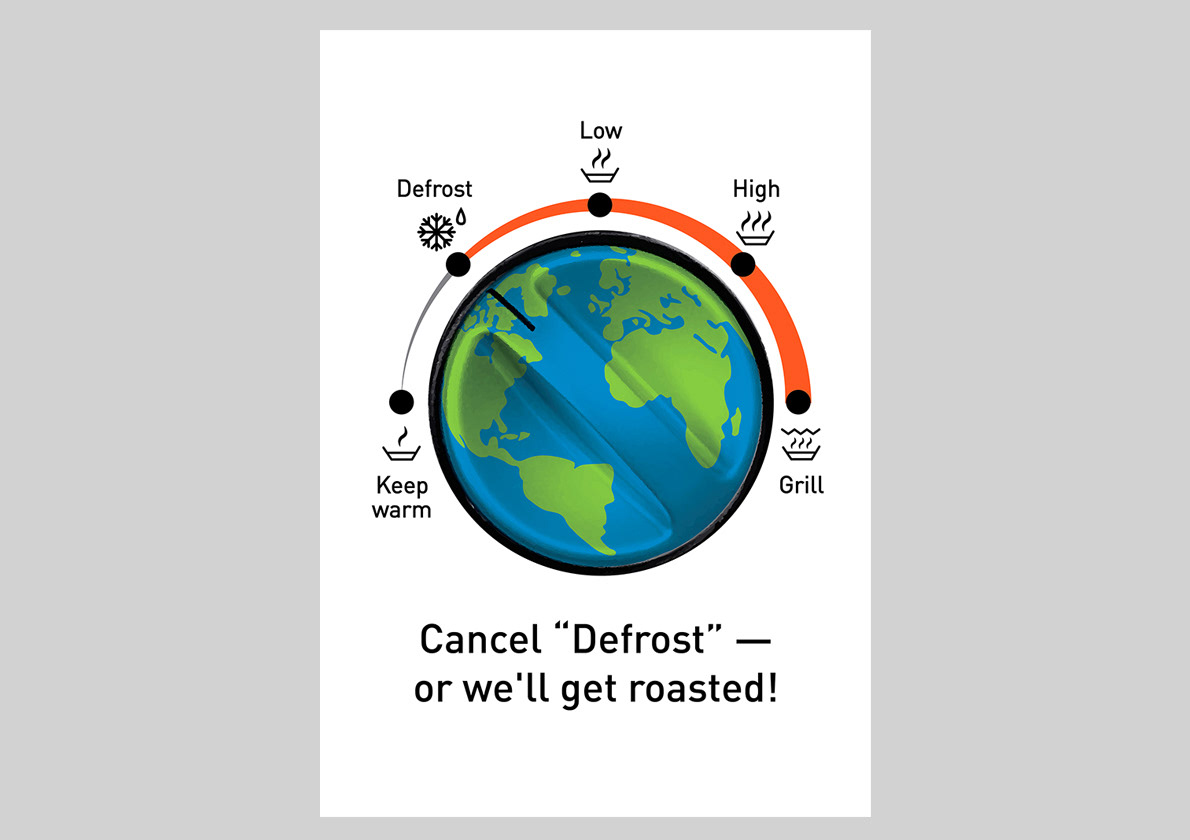 Low
Defrost
High
Keep
warm
Grill
Cancel “Defrost” —
or we'll get roasted!